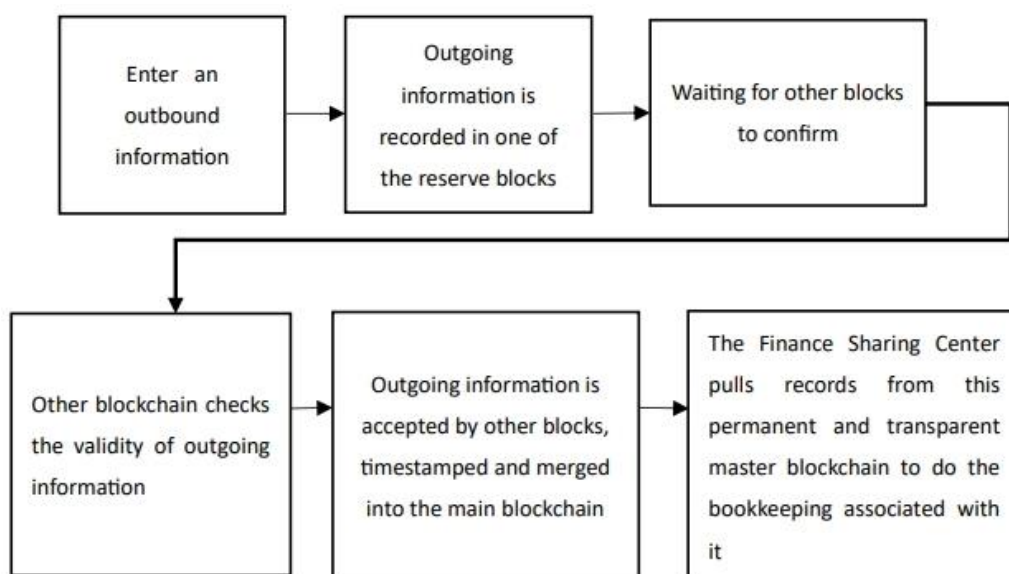 Enter an
outbound
information
Outgoing
information is
recorded in one of
the reserve blocks
Waiting for other blocks
to confirm
Other blockchain checks
the validity of outgoing
information
Outgoing information is
accepted by other blocks,
timestamped and merged
into the main blockchain
The Finance Sharing Center
pulls records from this
permanent and transparent
master blockchain to do the
bookkeeping associated with
it